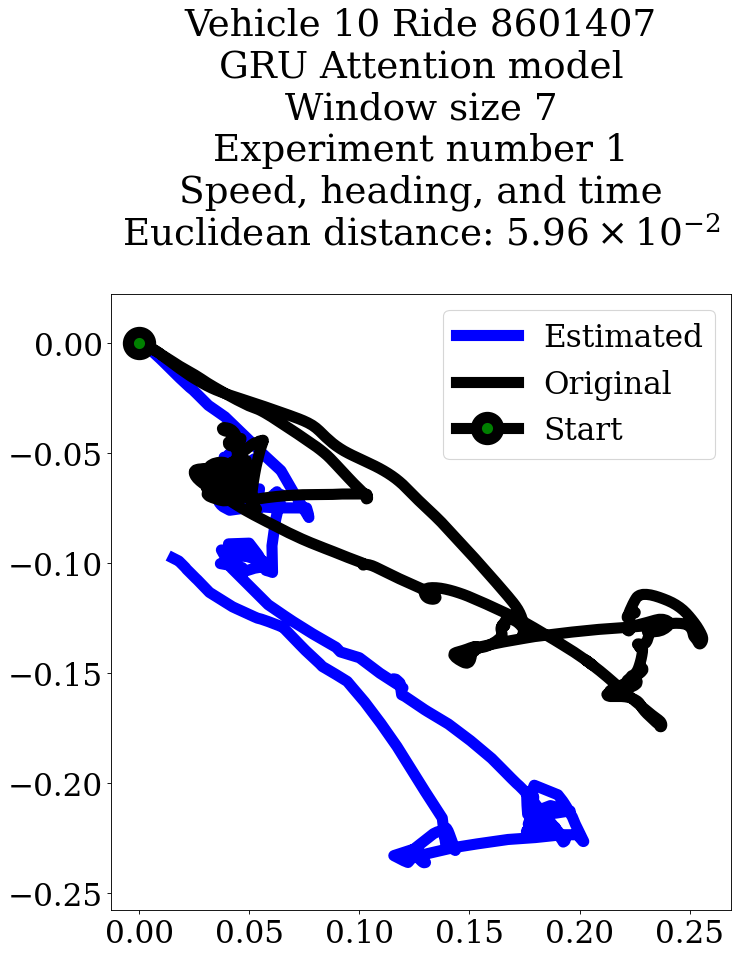 Vehicle 10 Ride 8601407
GRU Attention model
Window size 7
Experiment number 1
Speed, heading, and time
Euclidean distance: 5.96 × 10⁻²
Estimated
Original
Start
0.00
−0.05
−0.10
−0.15
−0.20
−0.25
0.00 0.05 0.10 0.15 0.20 0.25